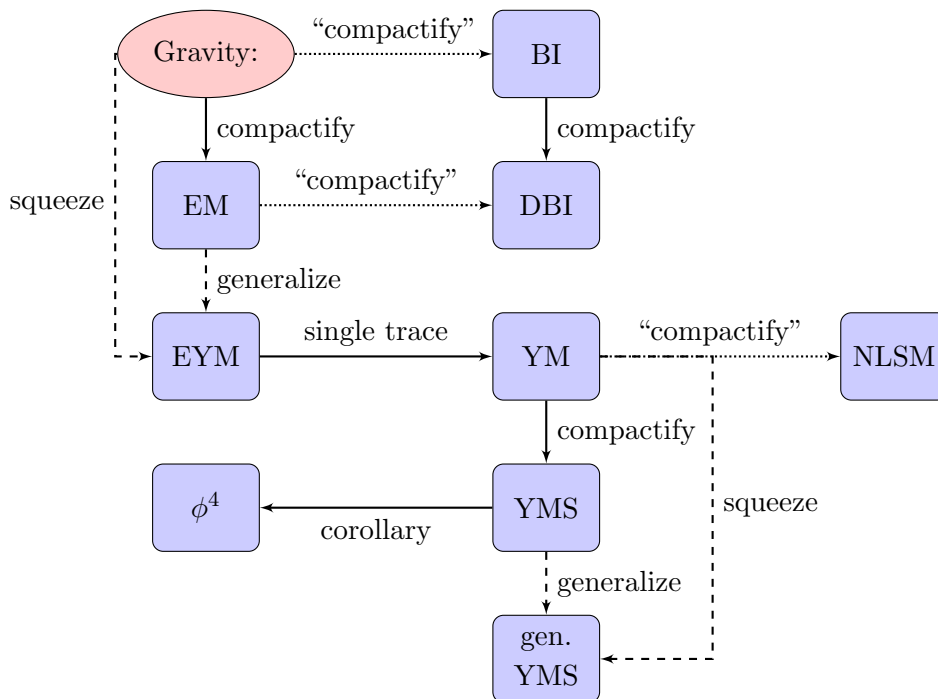 Gravity:
“compactify”
BI
compactify
compactify
squeeze
EM
“compactify”
DBI
generalize
EYM
single trace
YM
“compactify”
NLSM
compactify
squeeze
ϕ⁴
corollary
YMS
generalize
gen.
YMS